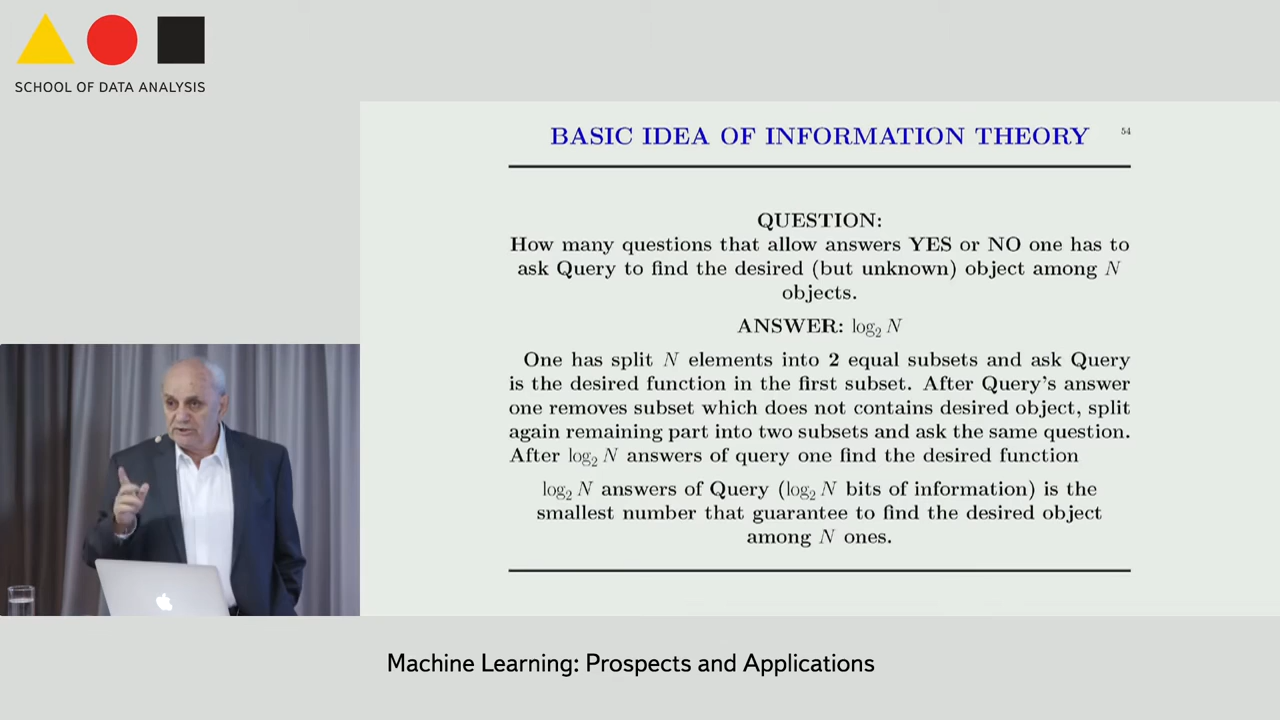 SCHOOL OF DATA ANALYSIS
BASIC IDEA OF INFORMATION THEORY
54
QUESTION:
How many questions that allow answers YES or NO one has to
ask Query to find the desired (but unknown) object among N
objects.
ANSWER: log₂ N
One has split N elements into 2 equal subsets and ask Query
is the desired function in the first subset. After Query's answer
one removes subset which does not contains desired object, split
again remaining part into two subsets and ask the same question.
After log₂ N answers of query one find the desired function
log₂ N answers of Query (log₂ N bits of information) is the
smallest number that guarantee to find the desired object
among N ones.
Machine Learning: Prospects and Applications